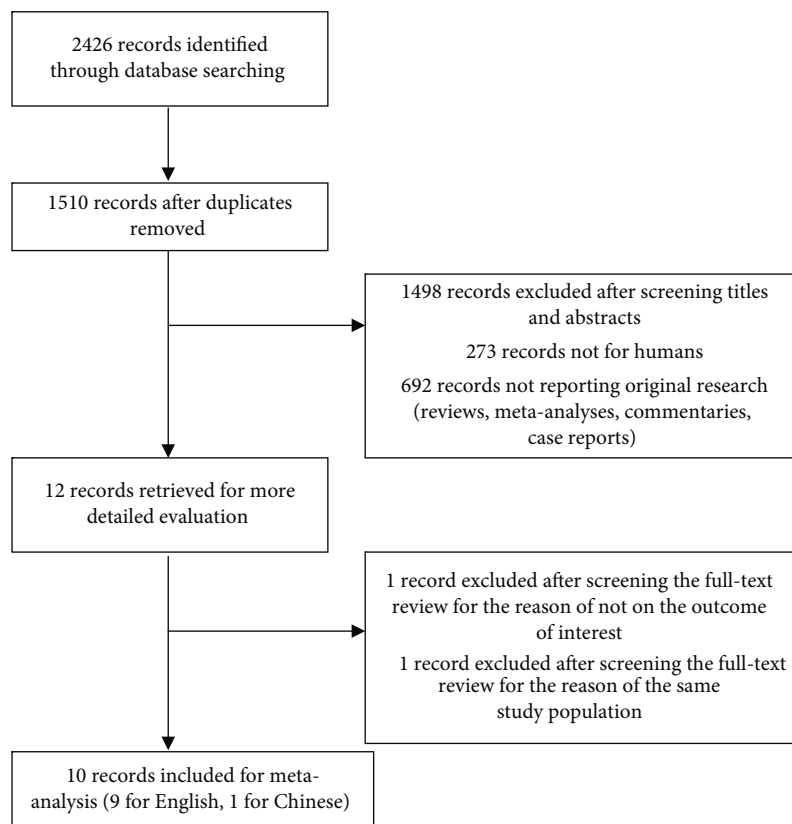 2426 records identified
through database searching
1510 records after duplicates
removed
1498 records excluded after screening titles
and abstracts
273 records not for humans
692 records not reporting original research
(reviews, meta-analyses, commentaries,
case reports)
12 records retrieved for more
detailed evaluation
1 record excluded after screening the full-text
review for the reason of not on the outcome
of interest
1 record excluded after screening the full-text
review for the reason of the same
study population
10 records included for meta-
analysis (9 for English, 1 for Chinese)